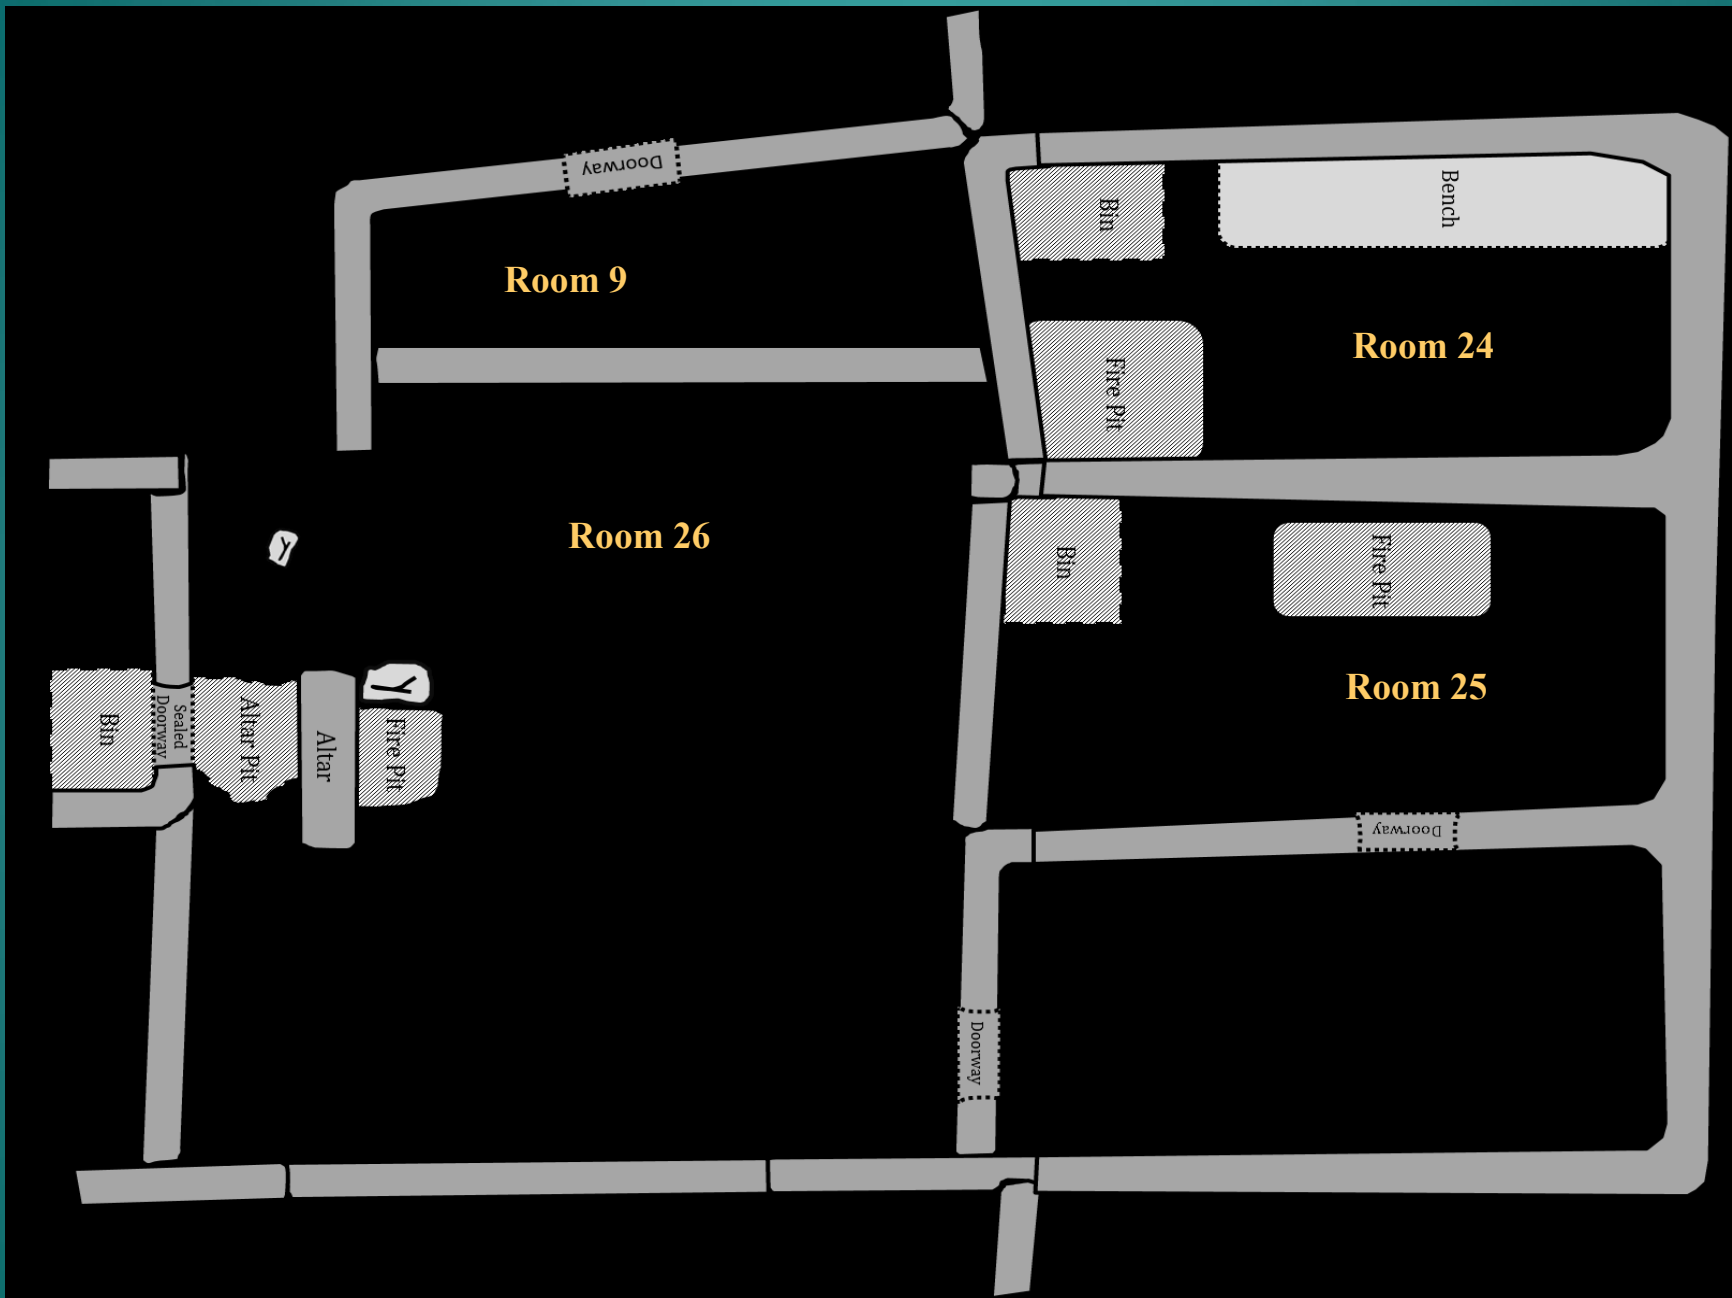 Doorway
Bin
Bench
Room 9
Room 24
Fire Pit
Room 26
Bin
Fire Pit
Room 25
Bin
Sealed
Doorway
Altar Pit
Altar
Fire Pit
Doorway
Doorway